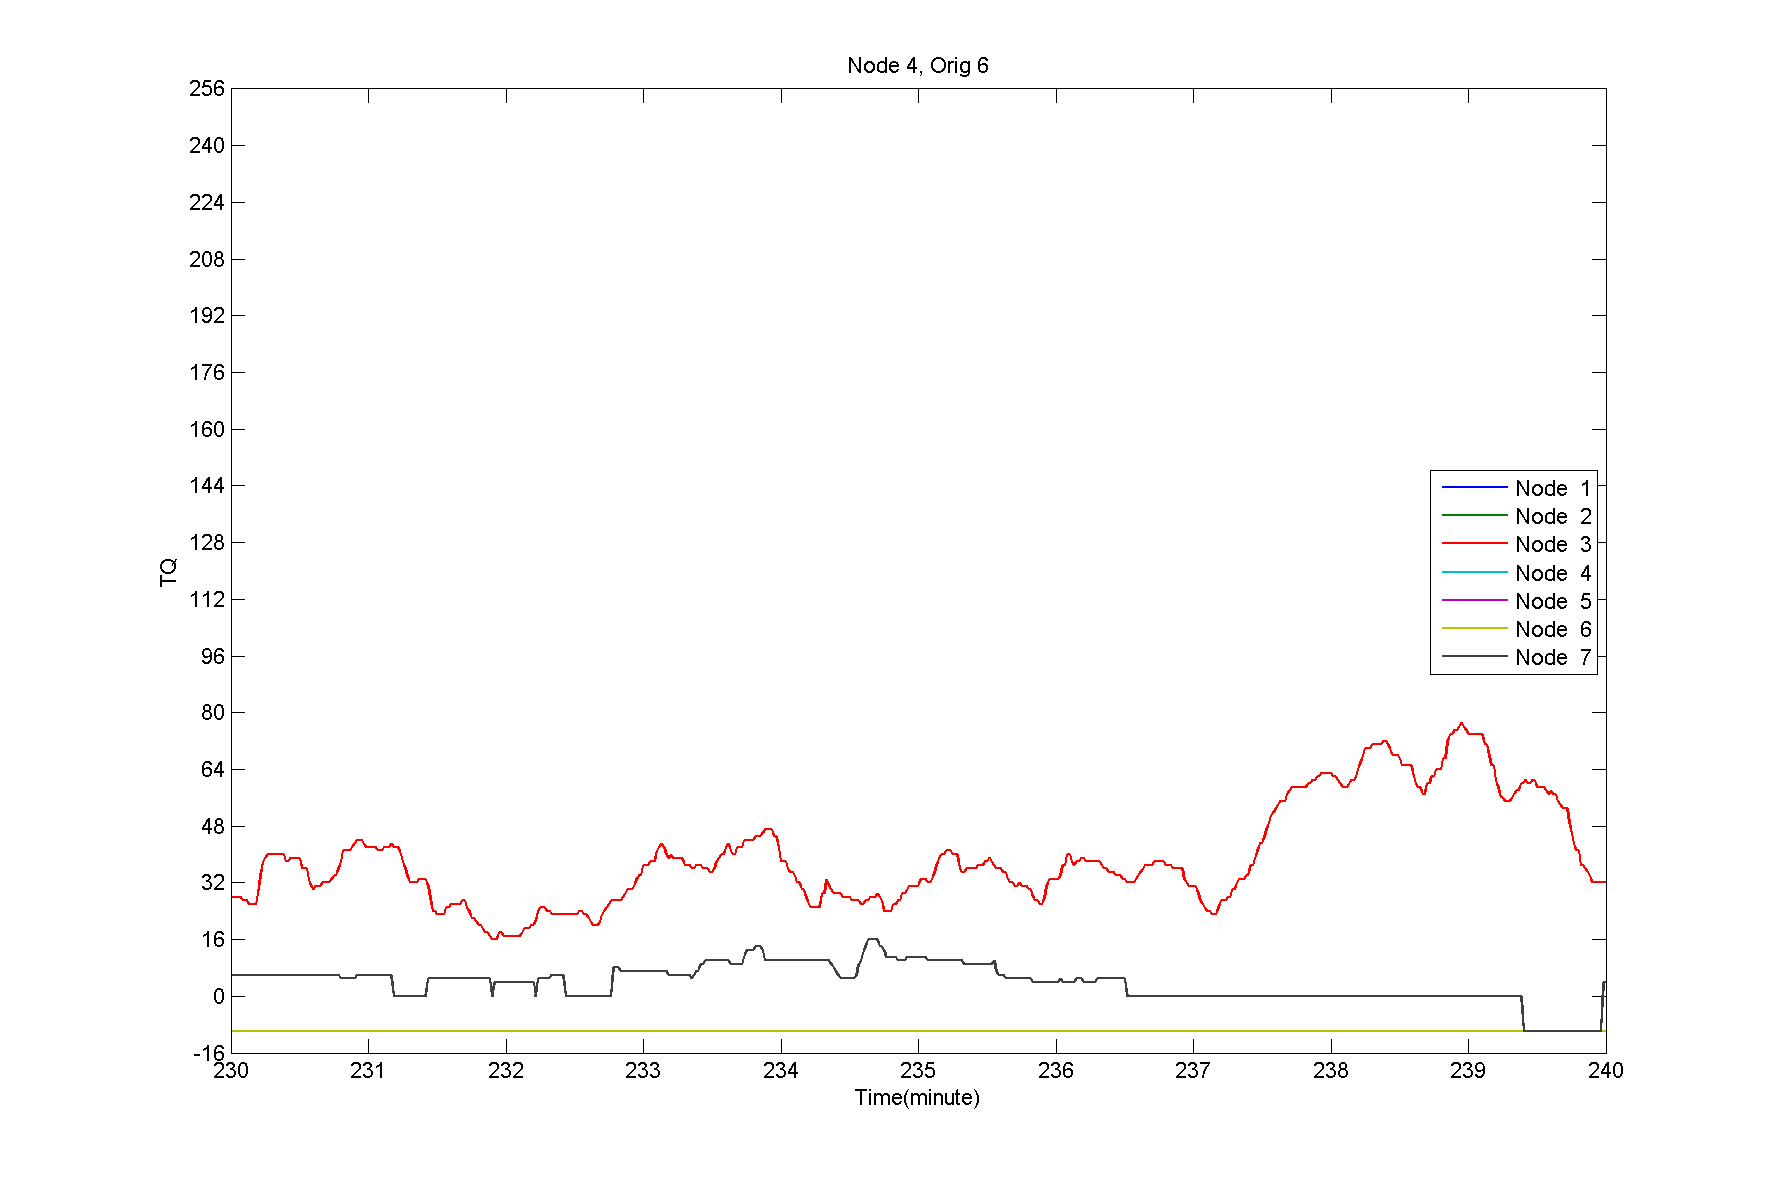 Node 4, Orig 6
256
240
224
208
192
176
160
144
128
112
96
80
64
48
32
16
0
-16
TQ
Node 1
Node 2
Node 3
Node 4
Node 5
Node 6
Node 7
230 231 232 233 234 235 236 237 238 239 240
Time(minute)